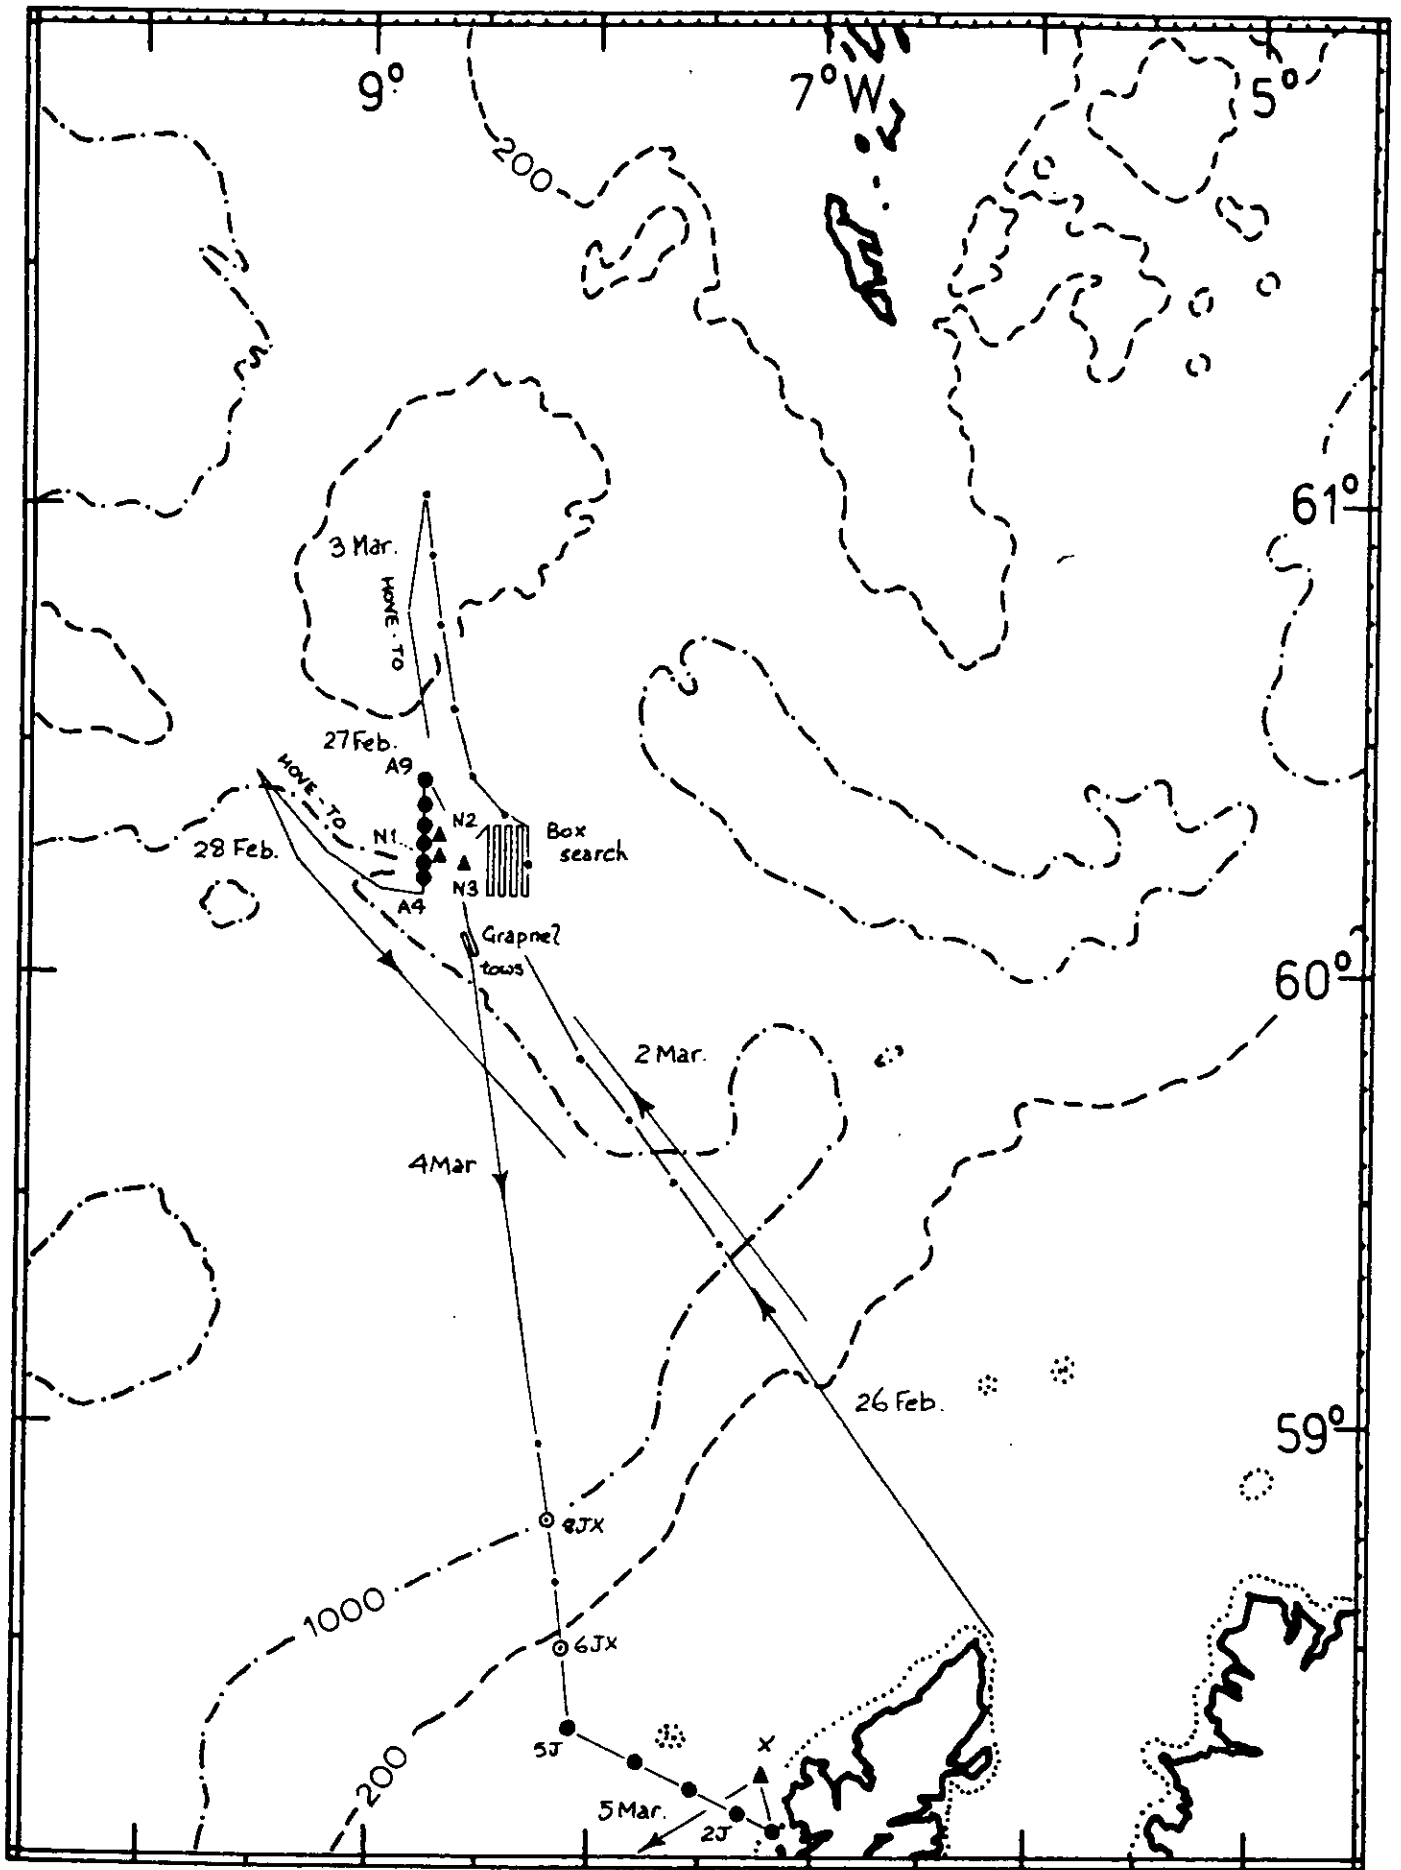 9°
7°W
5°
200
61°
3 Mar.
HOVE-TO
27 Feb.
A9
HOVE-TO
N2
N1
Box
search
28 Feb.
N3
A4
Grapnel
tows
60°
2 Mar.
4 Mar
26 Feb.
59°
8JX
1000
6JX
5J
X
200
5 Mar.
2J